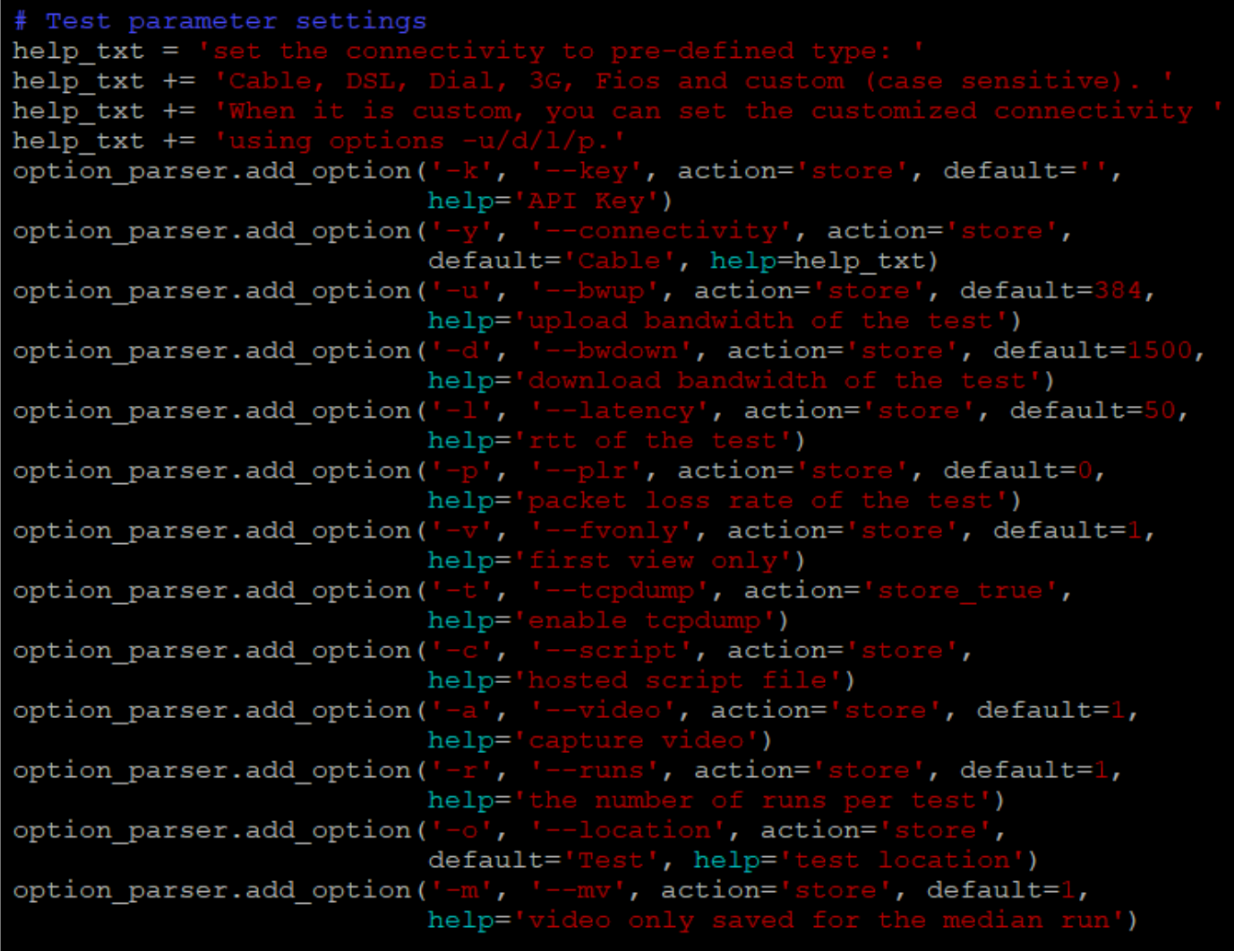 # Test parameter settings
help_txt = 'set the connectivity to pre-defined type: '
help_txt += 'Cable, DSL, Dial, 3G, Fios and custom (case sensitive). '
help_txt += 'When it is custom, you can set the customized connectivity '
help_txt += 'using options -u/d/l/p.'
option_parser.add_option('-k', '--key', action='store', default='',
                         help='API Key')
option_parser.add_option('-y', '--connectivity', action='store',
                         default='Cable', help=help_txt)
option_parser.add_option('-u', '--bwup', action='store', default=384,
                         help='upload bandwidth of the test')
option_parser.add_option('-d', '--bwdown', action='store', default=1500,
                         help='download bandwidth of the test')
option_parser.add_option('-l', '--latency', action='store', default=50,
                         help='rtt of the test')
option_parser.add_option('-p', '--plr', action='store', default=0,
                         help='packet loss rate of the test')
option_parser.add_option('-v', '--fvonly', action='store', default=1,
                         help='first view only')
option_parser.add_option('-t', '--tcpdump', action='store_true',
                         help='enable tcpdump')
option_parser.add_option('-c', '--script', action='store',
                         help='hosted script file')
option_parser.add_option('-a', '--video', action='store', default=1,
                         help='capture video')
option_parser.add_option('-r', '--runs', action='store', default=1,
                         help='the number of runs per test')
option_parser.add_option('-o', '--location', action='store',
                         default='Test', help='test location')
option_parser.add_option('-m', '--mv', action='store', default=1,
                         help='video only saved for the median run')